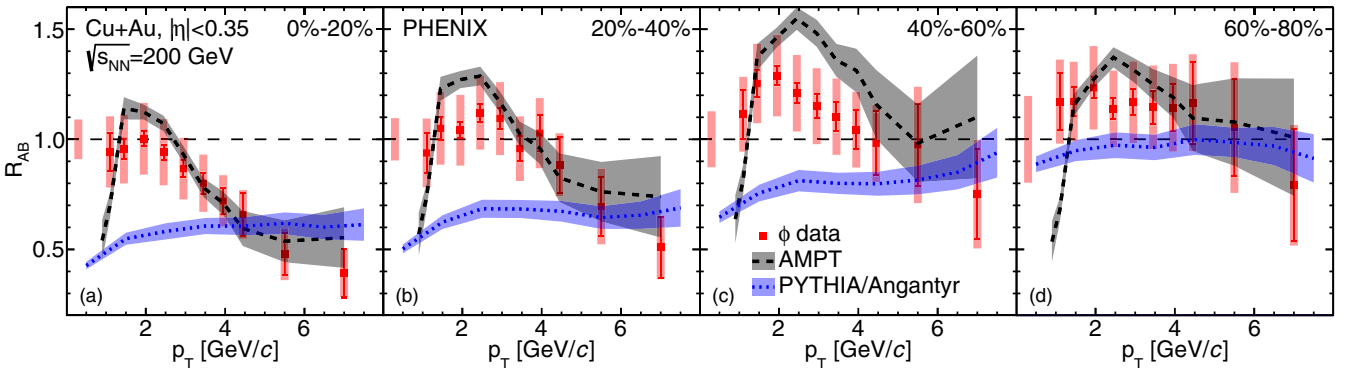 Cu+Au, |η|<0.35 0%-20%
√s_NN=200 GeV
PHENIX 20%-40%
40%-60%
60%-80%
R_AB
1.5
1.0
0.5
ϕ data
AMPT
PYTHIA/Angantyr
(a)
(b)
(c)
(d)
2 4 6
2 4 6
2 4 6
2 4 6
p_T [GeV/c]
p_T [GeV/c]
p_T [GeV/c]
p_T [GeV/c]